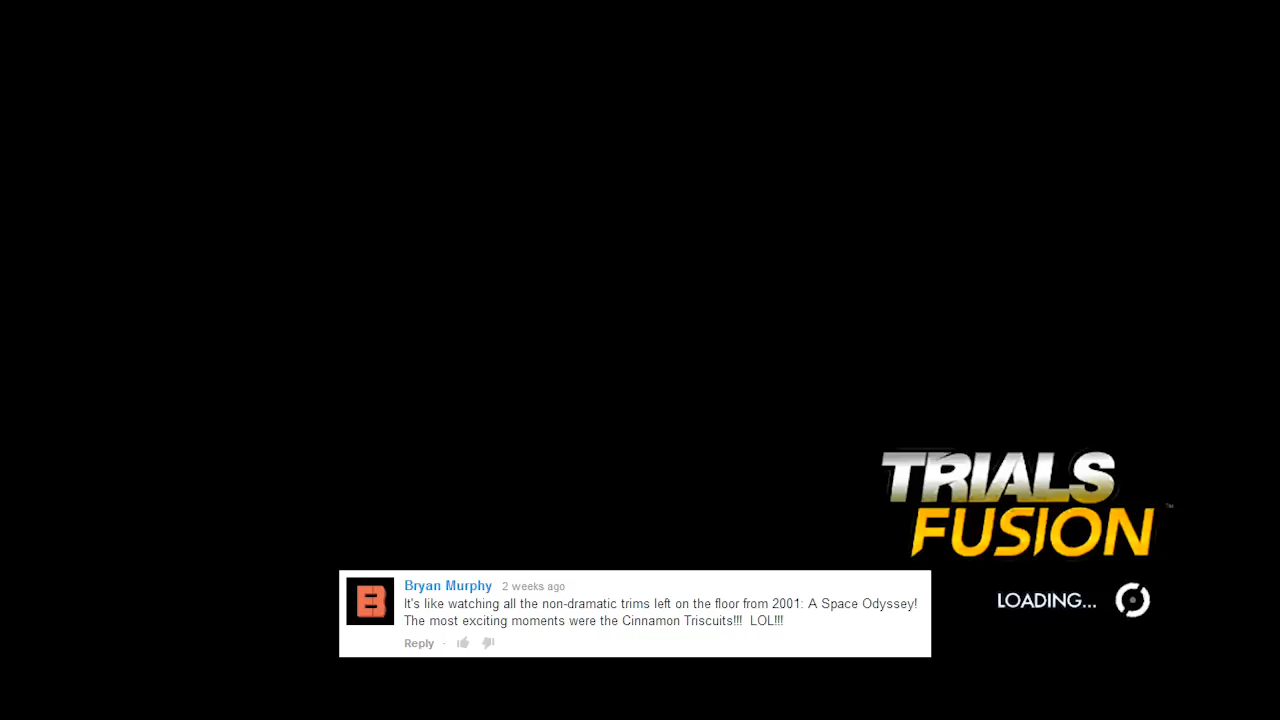 TRIALS
FUSION™
Bryan Murphy 2 weeks ago
It's like watching all the non-dramatic trims left on the floor from 2001: A Space Odyssey!
The most exciting moments were the Cinnamon Triscuits!!! LOL!!!
Reply ·
LOADING...